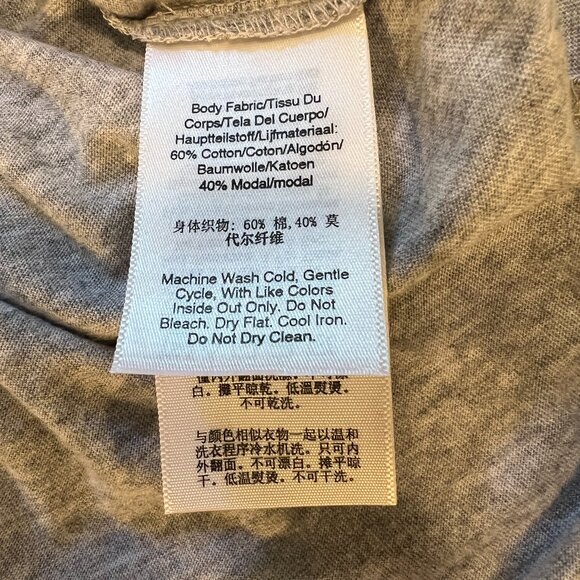 Body Fabric/Tissu Du
Corps/Tela Del Cuerpo/
Hauptteilstoff/Lijfmateriaal:
60% Cotton/Coton/Algodón/
Baumwolle/Katoen
40% Modal/modal
身体织物: 60% 棉,40% 莫
代尔纤维
Machine Wash Cold, Gentle
Cycle, With Like Colors
Inside Out Only. Do Not
Bleach. Dry Flat. Cool Iron.
Do Not Dry Clean.
白。攤平晾乾。低溫熨燙。
不可乾洗。
与颜色相似衣物一起以温和
洗衣程序冷水机洗。只可内
外翻面。不可漂白。摊平晾
干。低温熨烫。不可干洗。